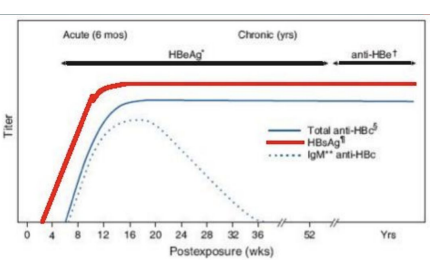 Acute (6 mos) Chronic (yrs)
HBeAg* anti-HBe†
Titer
Total anti-HBc§
HBsAg¶
IgM** anti-HBc
0 4 8 12 16 20 24 28 32 36 // 52 // Yrs
Postexposure (wks)